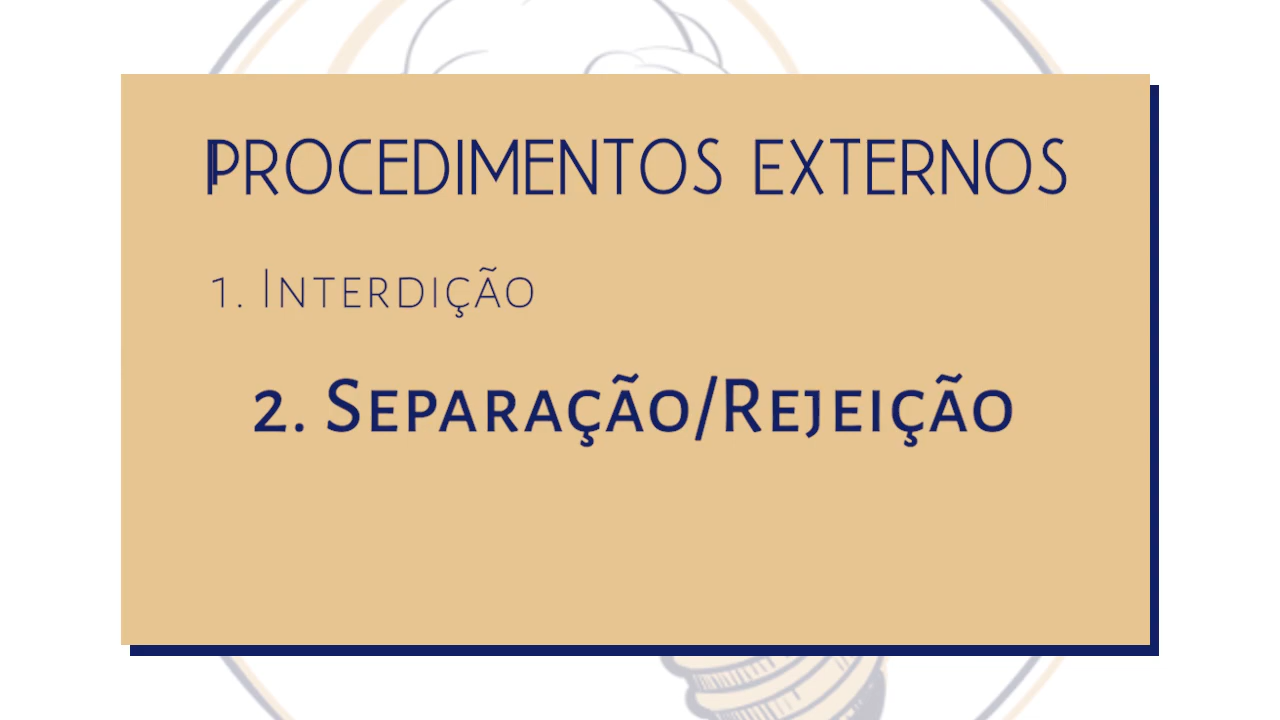 PROCEDIMENTOS EXTERNOS
1. Interdição
2. Separação/Rejeição